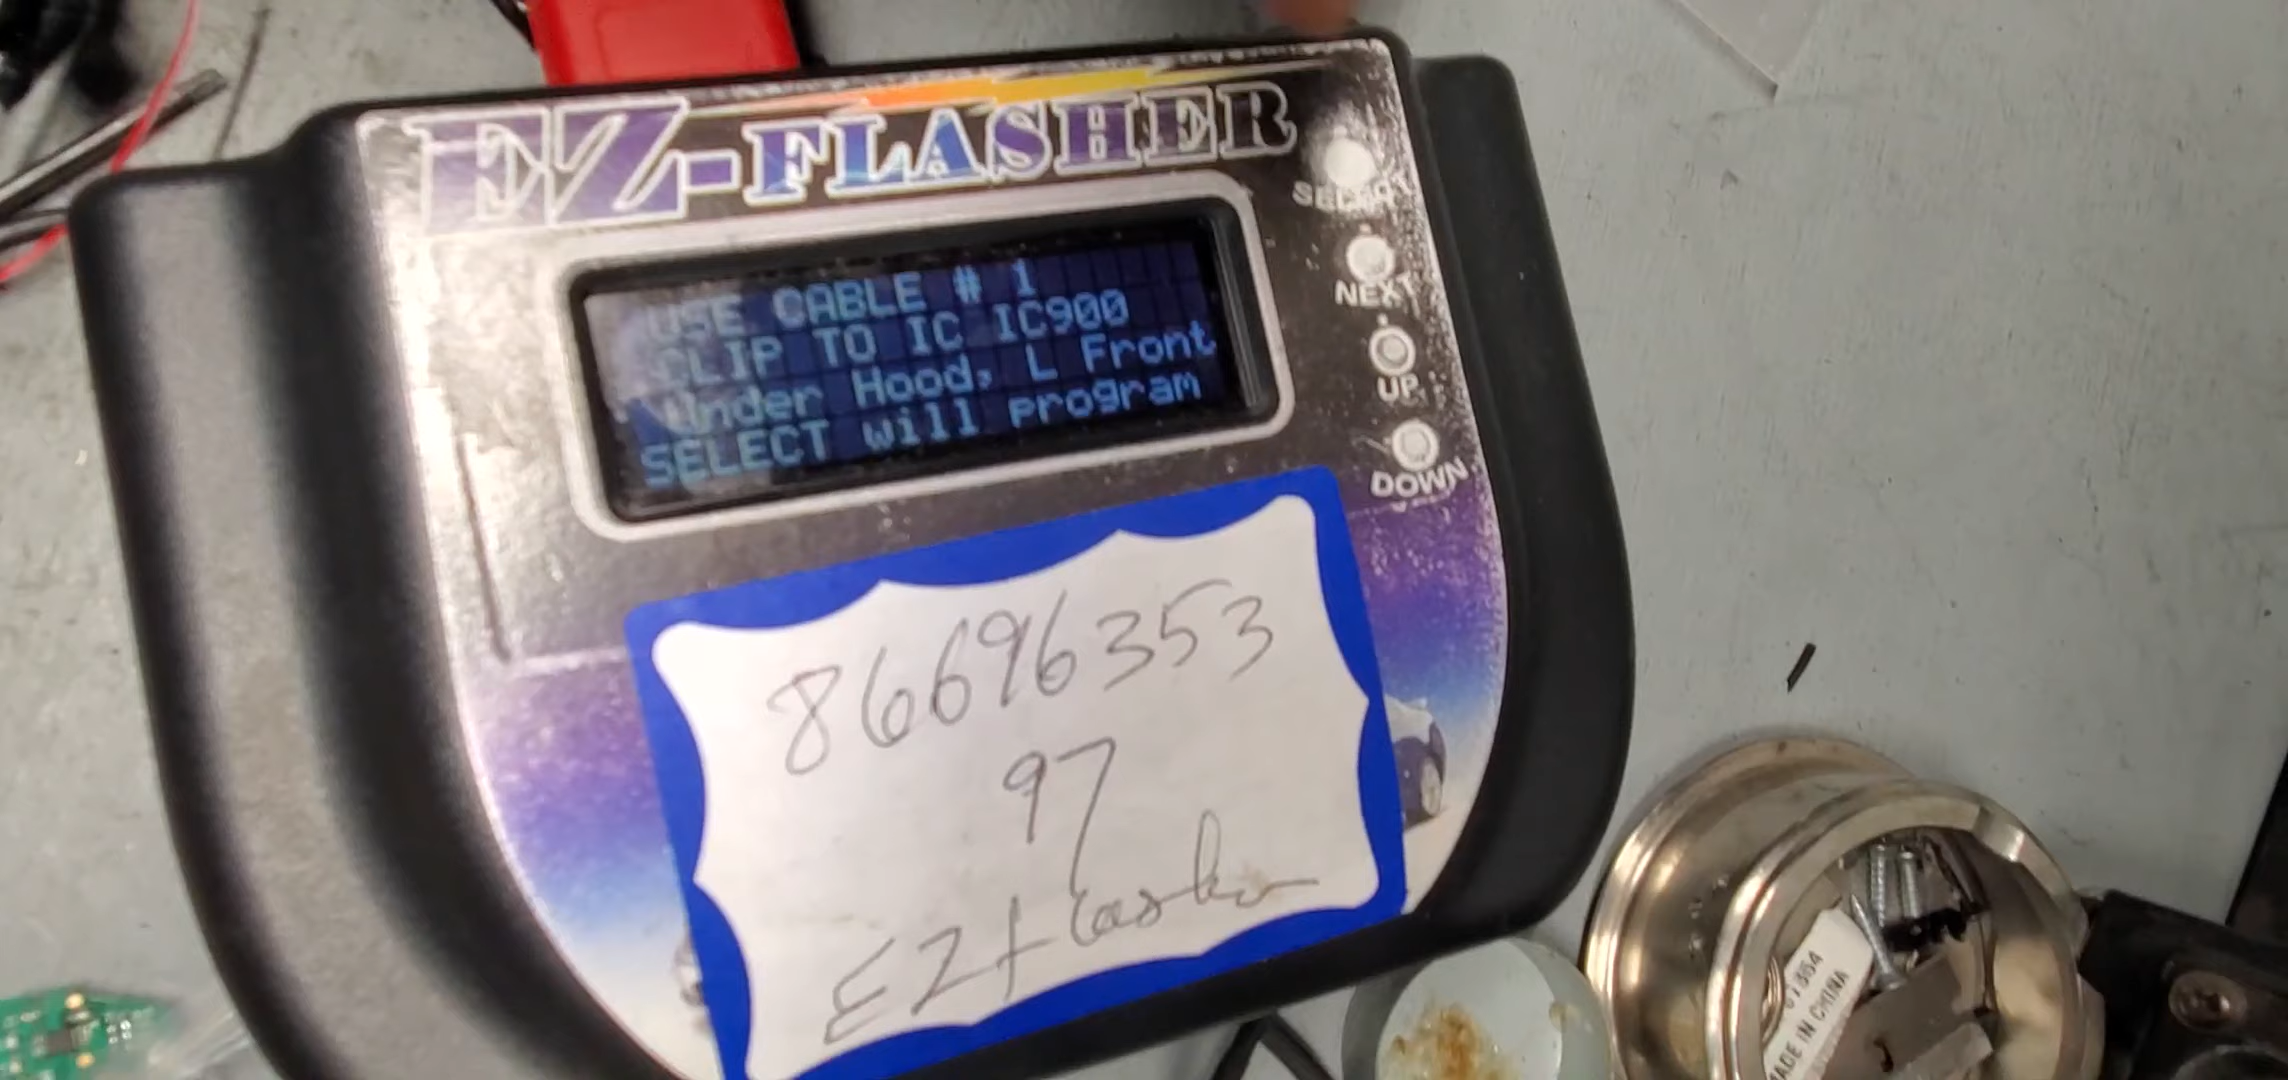 EZ-FLASHER
SELECT
NEXT
UP
DOWN
USE CABLE # 1
CLIP TO IC IC900
Under Hood, L Front
SELECT will program
86696353
97
EZflasher
67354
MADE IN CHINA